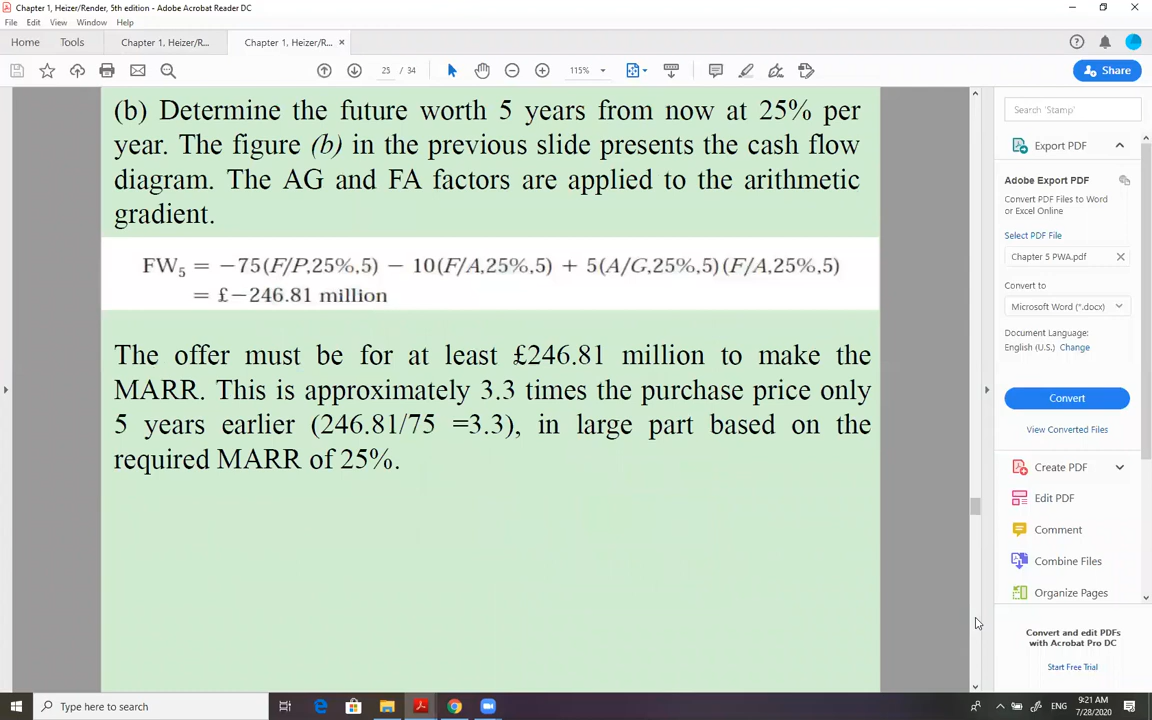 Chapter 1, Heizer/Render, 5th edition - Adobe Acrobat Reader DC
File Edit View Window Help
Home Tools Chapter 1, Heizer/R... Chapter 1, Heizer/R... ×
25 / 34 115% Share
(b) Determine the future worth 5 years from now at 25% per
year. The figure (b) in the previous slide presents the cash flow
diagram. The AG and FA factors are applied to the arithmetic
gradient.
FW₅ = −75(F/P,25%,5) − 10(F/A,25%,5) + 5(A/G,25%,5)(F/A,25%,5)
= £−246.81 million
The offer must be for at least £246.81 million to make the
MARR. This is approximately 3.3 times the purchase price only
5 years earlier (246.81/75 =3.3), in large part based on the
required MARR of 25%.
Search 'Stamp'
Export PDF
Adobe Export PDF
Convert PDF Files to Word
or Excel Online
Select PDF File
Chapter 5 PWA.pdf
Convert to
Microsoft Word (*.docx)
Document Language:
English (U.S.) Change
Convert
View Converted Files
Create PDF
Edit PDF
Comment
Combine Files
Organize Pages
Convert and edit PDFs
with Acrobat Pro DC
Start Free Trial
Type here to search
ENG
9:21 AM
7/28/2020